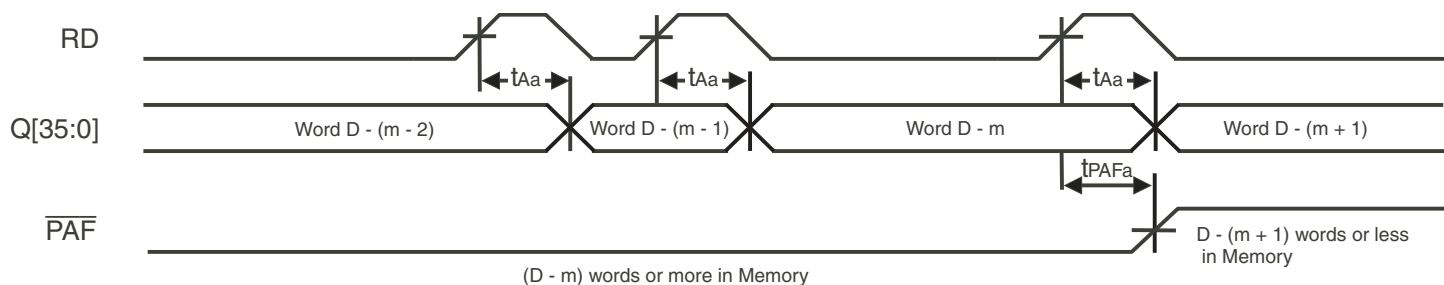 RD
tAa tAa tAa
Q[35:0] Word D - (m - 2) Word D - (m - 1) Word D - m Word D - (m + 1)
tPAFa
PAF
D - (m + 1) words or less
in Memory
(D - m) words or more in Memory